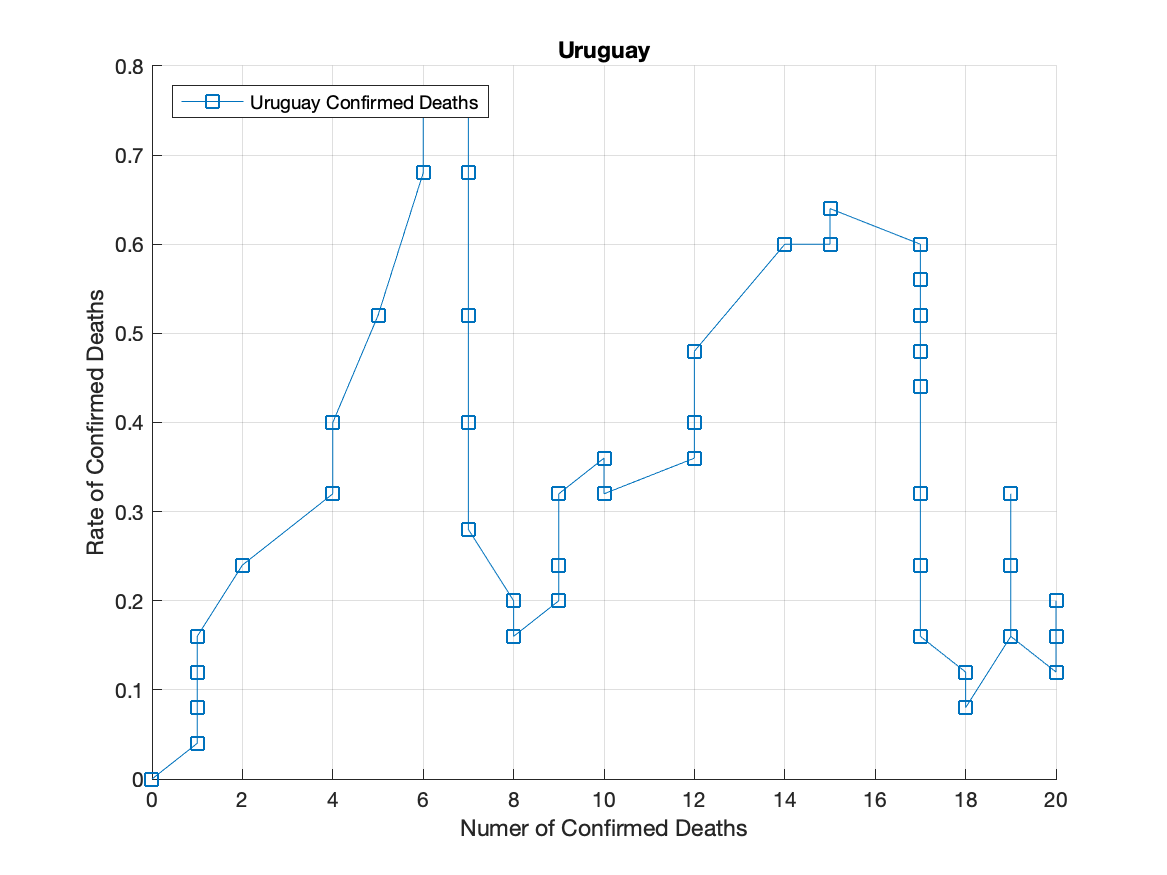 Uruguay
Uruguay Confirmed Deaths
Rate of Confirmed Deaths
0.8
0.7
0.6
0.5
0.4
0.3
0.2
0.1
0
0 2 4 6 8 10 12 14 16 18 20
Numer of Confirmed Deaths